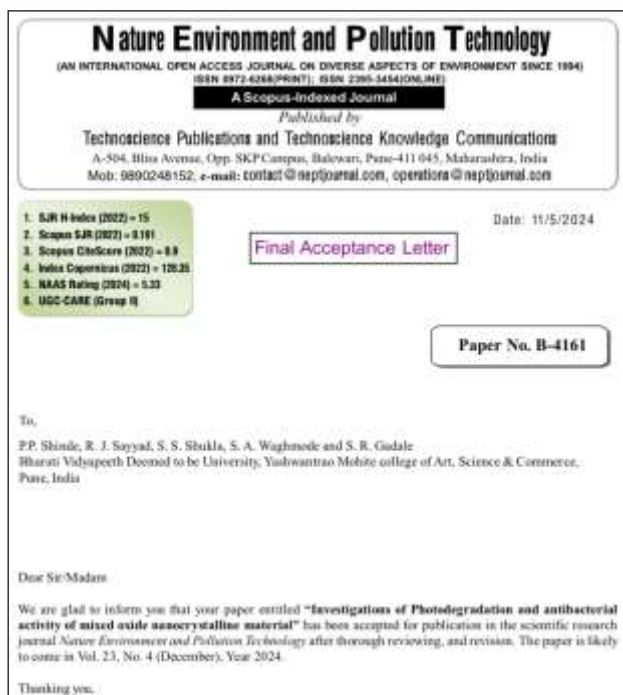 Nature Environment and Pollution Technology
(AN INTERNATIONAL OPEN ACCESS JOURNAL ON DIVERSE ASPECTS OF ENVIRONMENT SINCE 1994)
ISSN 0972-6268(PRINT); ISSN 2395-3454(ONLINE)
A Scopus-Indexed Journal
Published by
Technoscience Publications and Technoscience Knowledge Communications
A-504, Bliss Avenue, Opp. SKP Campus, Balewari, Pune-411 045, Maharashtra, India
Mob: 9890248152, e-mail: contact@neptjournal.com, operations@neptjournal.com
1. SJR H-Index (2022) = 15
2. Scopus SJR (2022) = 0.161
3. Scopus CiteScore (2022) = 0.9
4. Index Copernicus (2022) = 128.25
5. NAAS Rating (2024) = 5.33
6. UGC-CARE (Group II)
Date: 11/5/2024
Final Acceptance Letter
Paper No. B-4161
To,
P.P. Shinde, R. J. Sayyad, S. S. Shukla, S. A. Waghmode and S. R. Gadale
Bharati Vidyapeeth Deemed to be University, Yashwantrao Mohite college of Art, Science & Commerce,
Pune, India
Dear Sir/Madam
We are glad to inform you that your paper entitled “Investigations of Photodegradation and antibacterial
activity of mixed oxide nanocrystalline material” has been accepted for publication in the scientific research
journal Nature Environment and Pollution Technology after thorough reviewing, and revision. The paper is likely
to come in Vol. 23, No. 4 (December), Year 2024.
Thanking you,